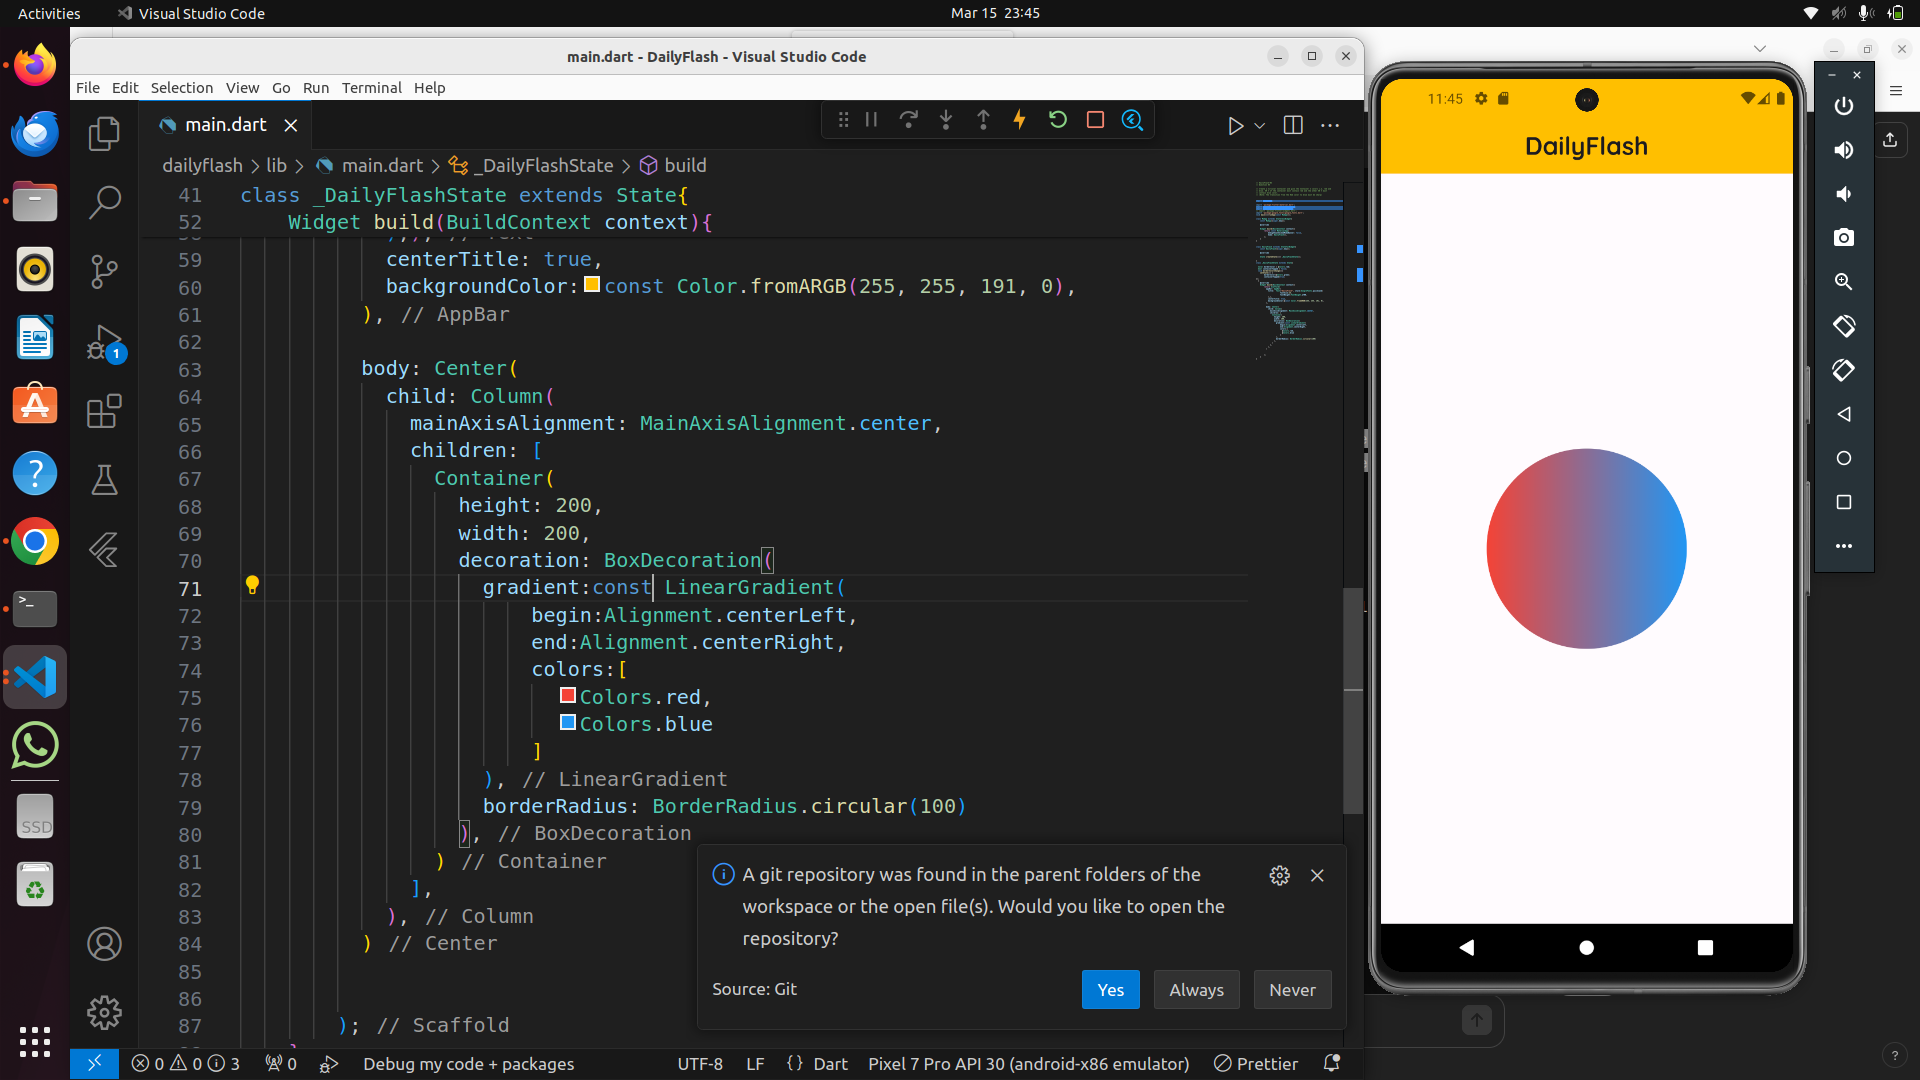 Activities
Visual Studio Code
Mar 15 23:45
main.dart - DailyFlash - Visual Studio Code
File Edit Selection View Go Run Terminal Help
main.dart
dailyflash > lib > main.dart > _DailyFlashState > build
41 class _DailyFlashState extends State{
52 Widget build(BuildContext context){
59 centerTitle: true,
60 backgroundColor: const Color.fromARGB(255, 255, 191, 0),
61 ), // AppBar
62
63 body: Center(
64 child: Column(
65 mainAxisAlignment: MainAxisAlignment.center,
66 children: [
67 Container(
68 height: 200,
69 width: 200,
70 decoration: BoxDecoration(
71 gradient:const LinearGradient(
72 begin:Alignment.centerLeft,
73 end:Alignment.centerRight,
74 colors:[
75 Colors.red,
76 Colors.blue
77 ]
78 ), // LinearGradient
79 borderRadius: BorderRadius.circular(100)
80 ), // BoxDecoration
81 ) // Container
82 ],
83 ), // Column
84 ) // Center
85
86
87 ); // Scaffold
1
A git repository was found in the parent folders of the
workspace or the open file(s). Would you like to open the
repository?
Source: Git
Yes
Always
Never
0 0 3
0
Debug my code + packages
UTF-8
LF
{} Dart
Pixel 7 Pro API 30 (android-x86 emulator)
Prettier
SSD
11:45
DailyFlash